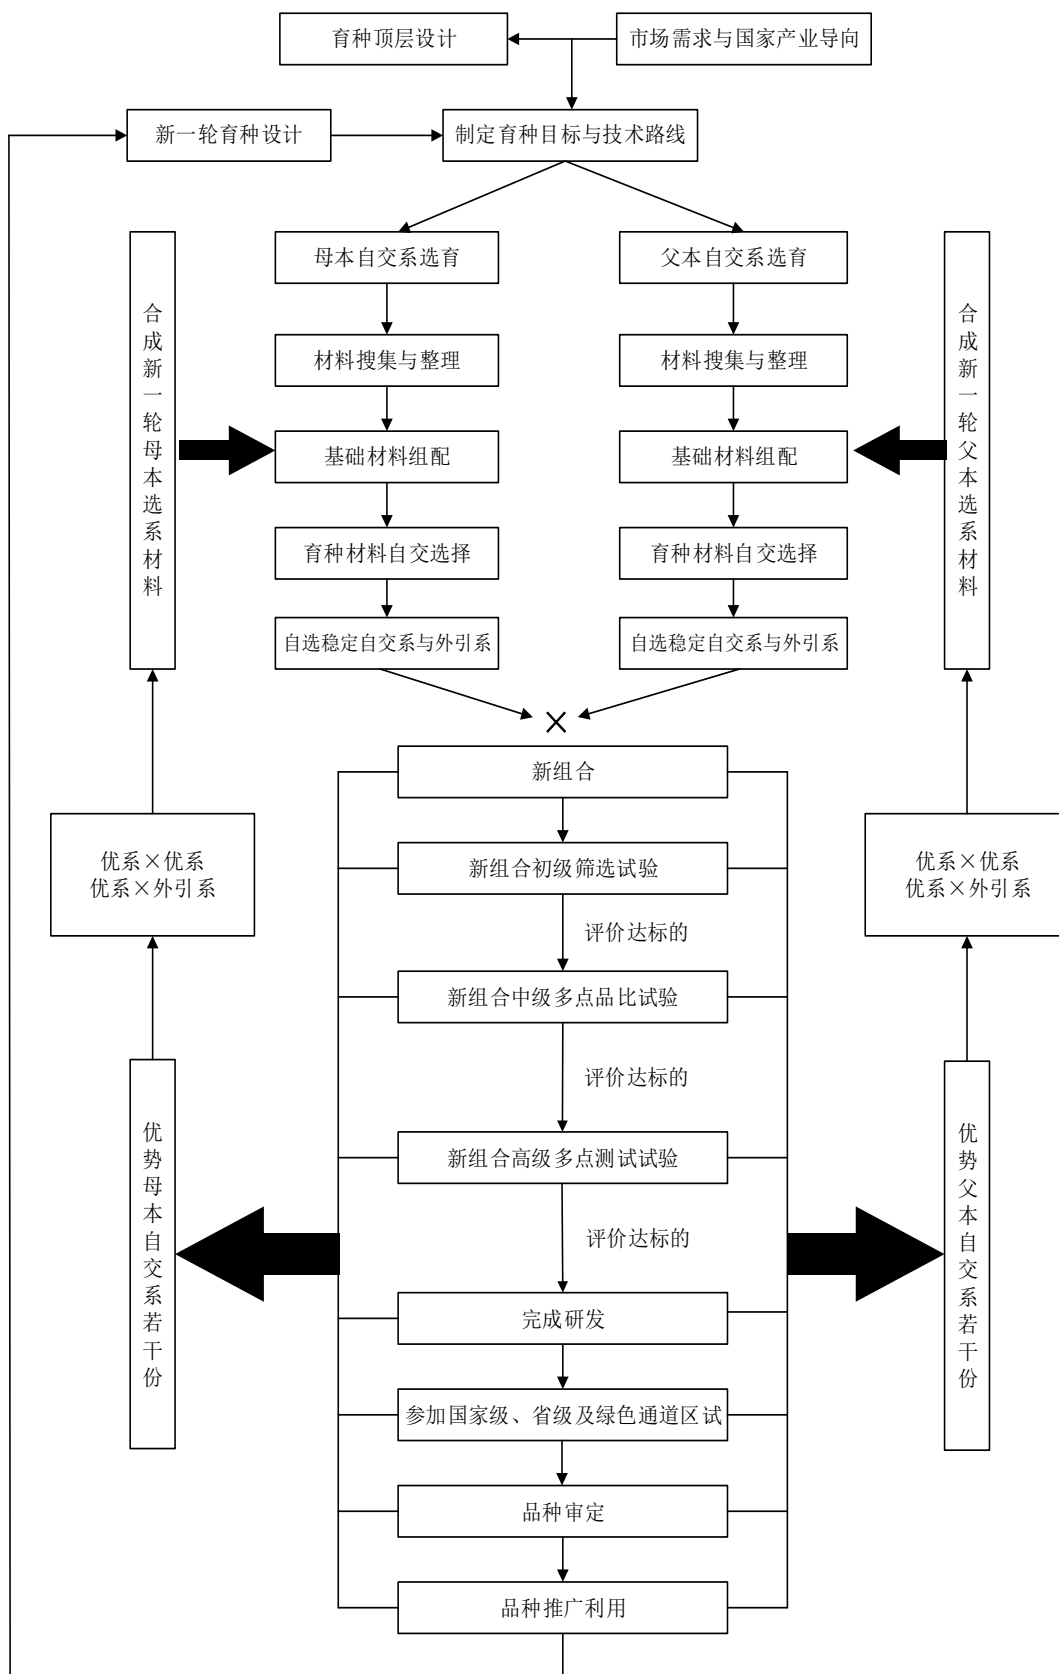 育种顶层设计
市场需求与国家产业导向
新一轮育种设计
制定育种目标与技术路线
母本自交系选育
父本自交系选育
材料搜集与整理
材料搜集与整理
基础材料组配
基础材料组配
育种材料自交选择
育种材料自交选择
自选稳定自交系与外引系
自选稳定自交系与外引系
合成新一轮母本选系材料
合成新一轮父本选系材料
×
新组合
优系×优系
优系×外引系
优系×优系
优系×外引系
新组合初级筛选试验
评价达标的
新组合中级多点品比试验
评价达标的
新组合高级多点测试试验
评价达标的
优势母本自交系若干份
优势父本自交系若干份
完成研发
参加国家级、省级及绿色通道区试
品种审定
品种推广利用